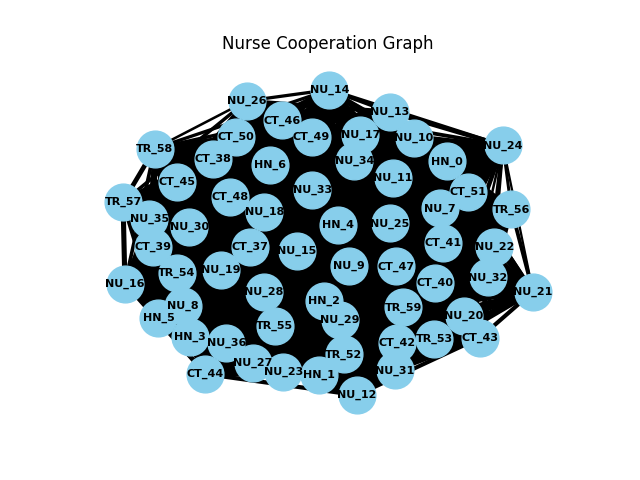 Nurse Cooperation Graph
NU_14
NU_26
NU_13
CT_46
CT_50
CT_49
NU_17
NU_10
NU_24
TR_58
CT_38
HN_6
NU_34
HN_0
CT_45
NU_11
CT_48
NU_33
CT_51
TR_57
NU_35
NU_18
NU_7
TR_56
NU_30
HN_4
NU_25
CT_39
CT_37
NU_15
CT_41
NU_22
TR_54
NU_19
NU_9
CT_47
NU_16
NU_28
CT_40
NU_32
NU_21
NU_8
HN_2
TR_59
HN_5
TR_55
NU_29
NU_20
HN_3
NU_36
CT_42
TR_53
CT_43
TR_52
NU_27
CT_44
NU_23
HN_1
NU_31
NU_12